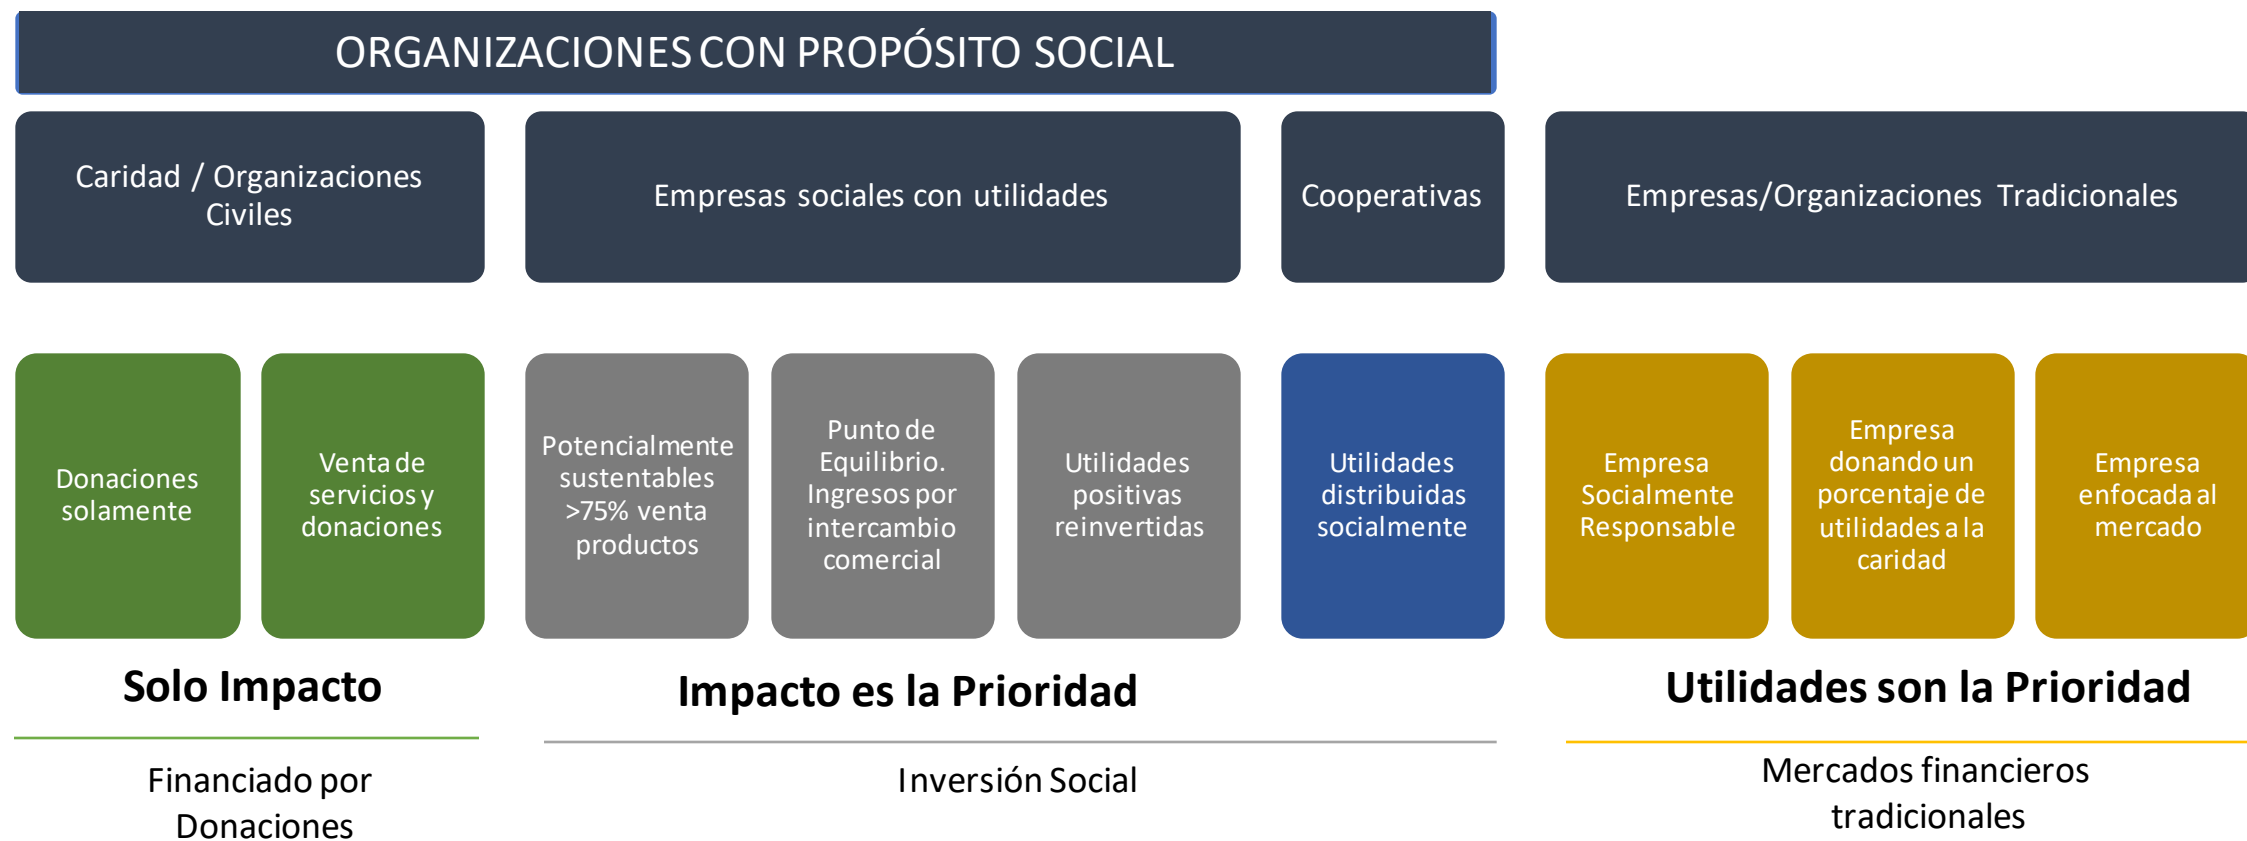 ORGANIZACIONES CON PROPÓSITO SOCIAL
Caridad / Organizaciones
Civiles
Empresas sociales con utilidades
Cooperativas
Empresas/Organizaciones Tradicionales
Donaciones
solamente
Venta de
servicios y
donaciones
Potencialmente
sustentables
>75% venta
productos
Punto de
Equilibrio.
Ingresos por
intercambio
comercial
Utilidades
positivas
reinvertidas
Utilidades
distribuidas
socialmente
Empresa
Socialmente
Responsable
Empresa
donando un
porcentaje de
utilidades a la
caridad
Empresa
enfocada al
mercado
Solo Impacto
Impacto es la Prioridad
Utilidades son la Prioridad
Financiado por
Donaciones
Inversión Social
Mercados financieros
tradicionales